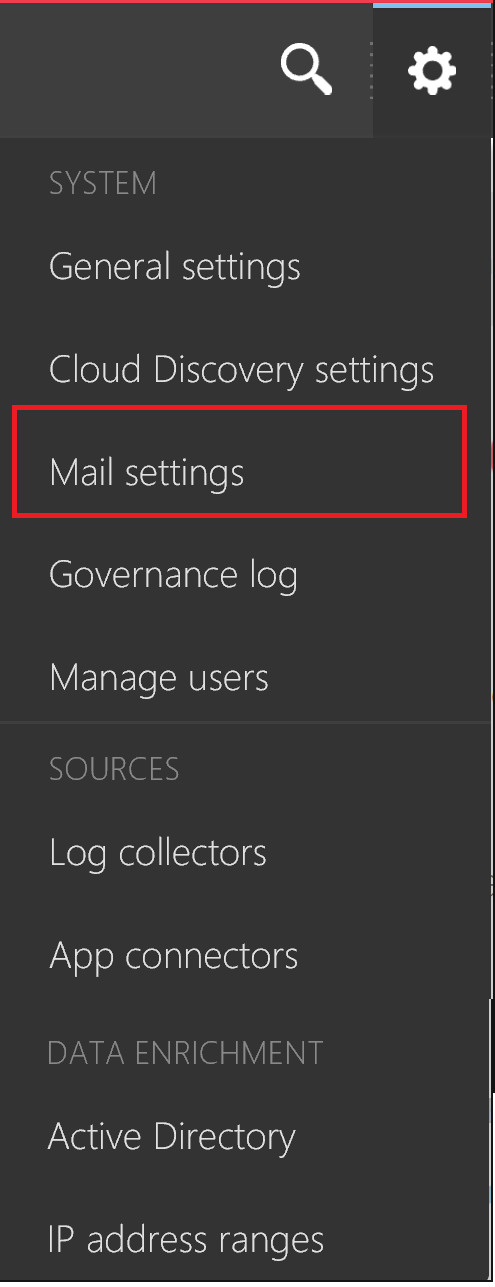 SYSTEM
General settings
Cloud Discovery settings
Mail settings
Governance log
Manage users
SOURCES
Log collectors
App connectors
DATA ENRICHMENT
Active Directory
IP address ranges